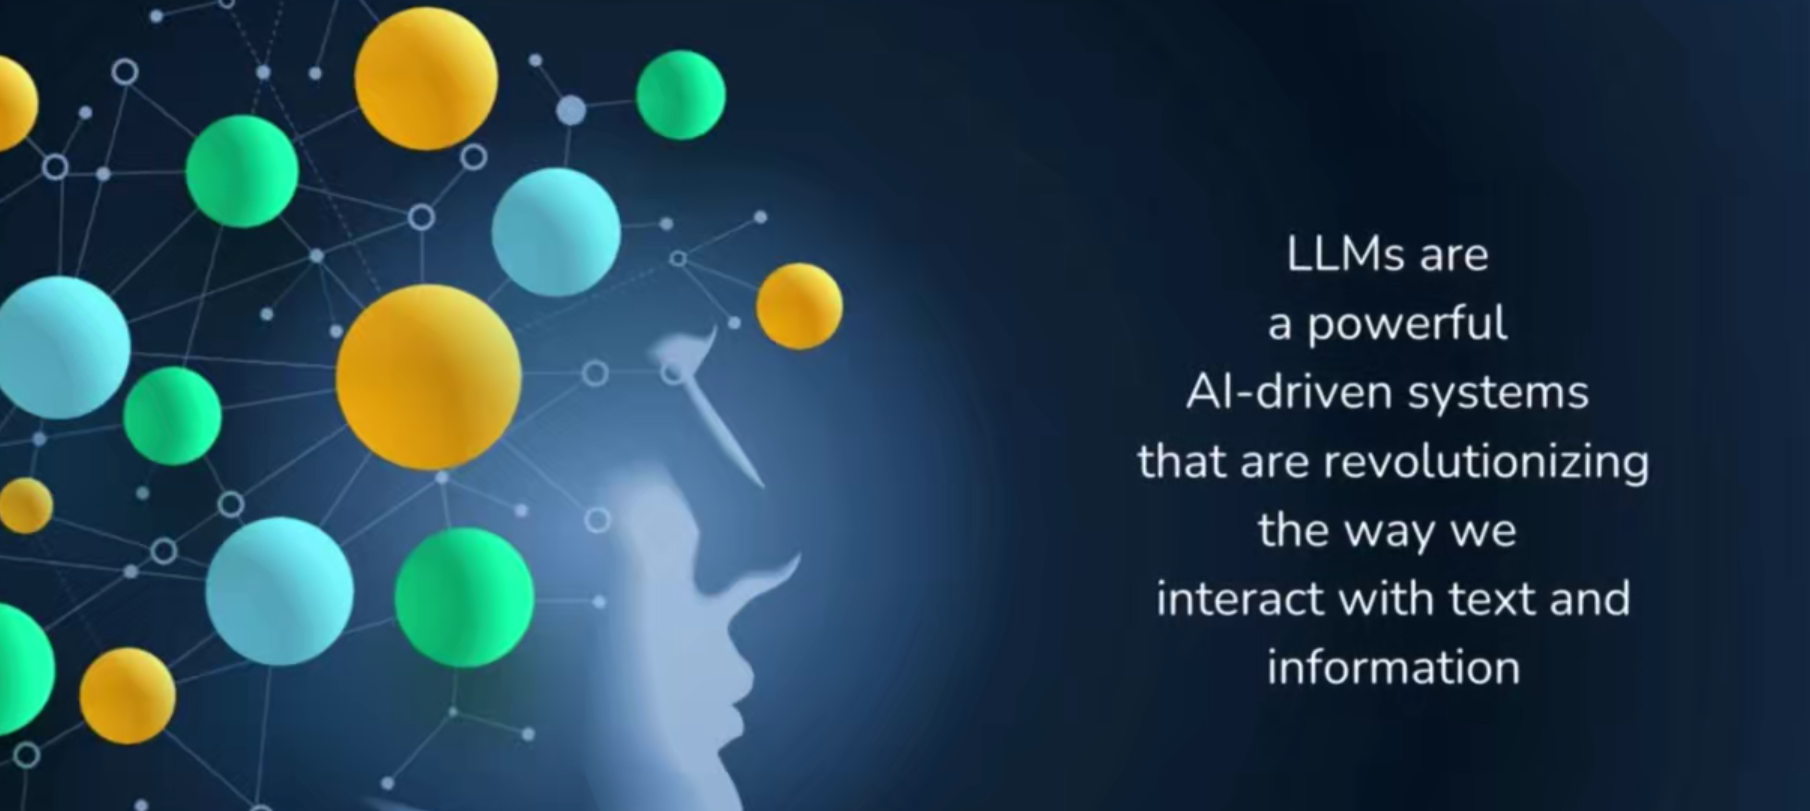 LLMs are
a powerful
AI-driven systems
that are revolutionizing
the way we
interact with text and
information